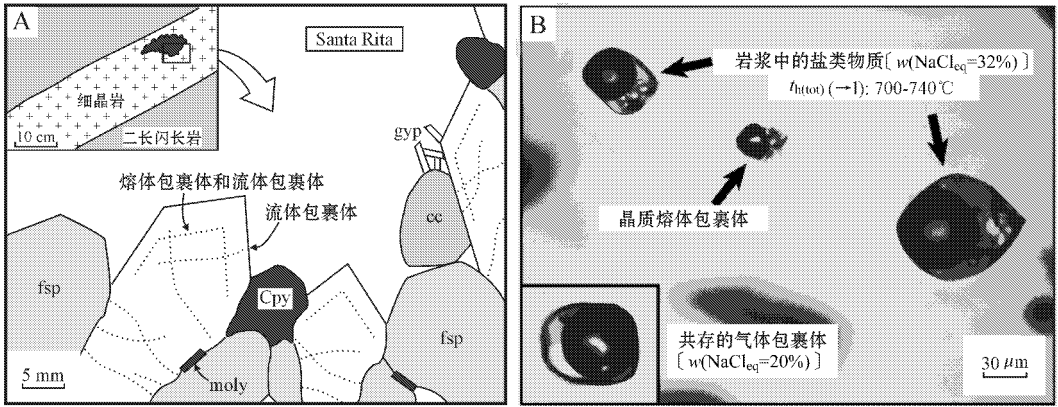 A
Santa Rita
细晶岩
10 cm
二长闪长岩
gyp
熔体包裹体和流体包裹体
流体包裹体
cc
fsp
Cpy
fsp
5 mm
moly
B
岩浆中的盐类物质〔w(NaCleq=32%)〕
th(tot) (→l): 700-740℃
晶质熔体包裹体
共存的气体包裹体
〔w(NaCleq=20%)〕
30 μm